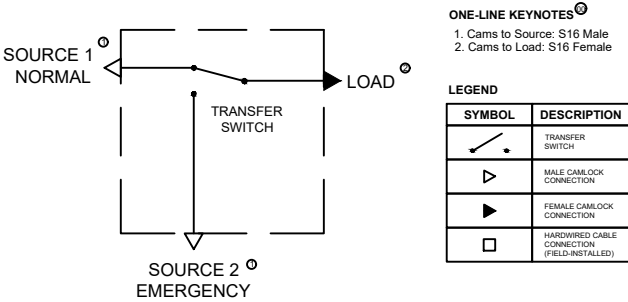 ONE-LINE KEYNOTES
1. Cams to Source: S16 Male
2. Cams to Load: S16 Female
SOURCE 1 1
NORMAL
LOAD 2
TRANSFER
SWITCH
SOURCE 2 1
EMERGENCY
LEGEND
SYMBOL DESCRIPTION
TRANSFER
SWITCH
MALE CAMLOCK
CONNECTION
FEMALE CAMLOCK
CONNECTION
HARDWIRED CABLE
CONNECTION
(FIELD-INSTALLED)